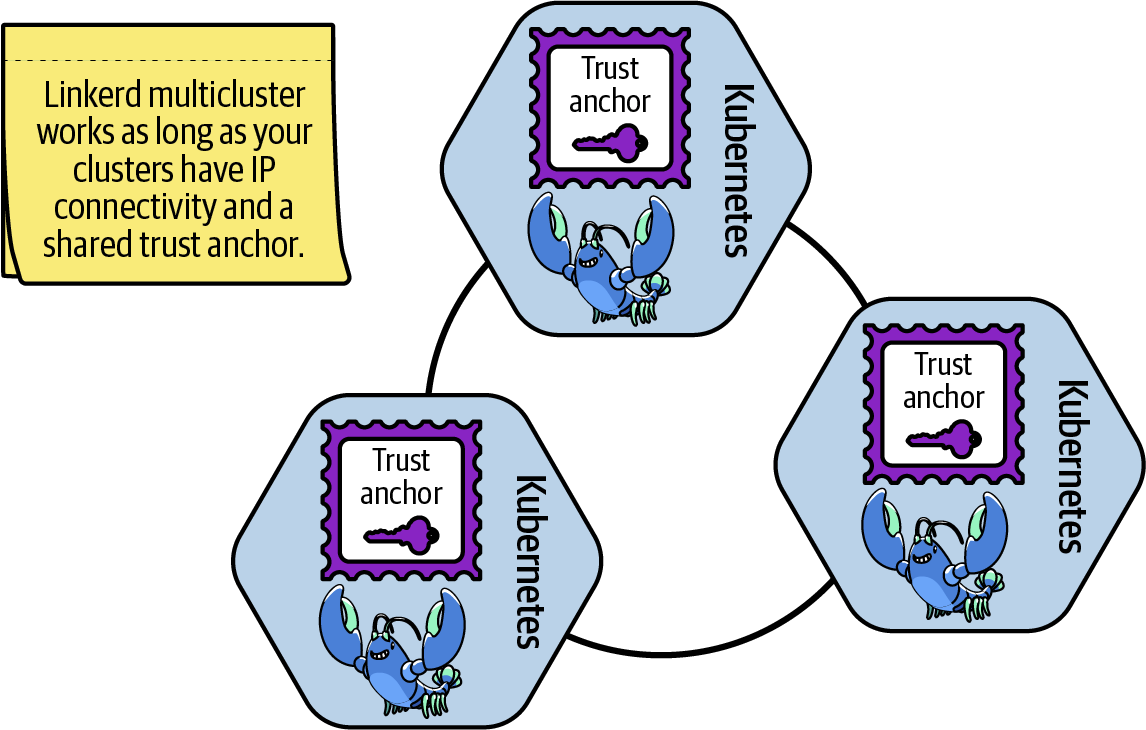 Linkerd multicluster
works as long as your
clusters have IP
connectivity and a
shared trust anchor.
Trust
anchor
Kubernetes
Trust
anchor
Kubernetes
Trust
anchor
Kubernetes